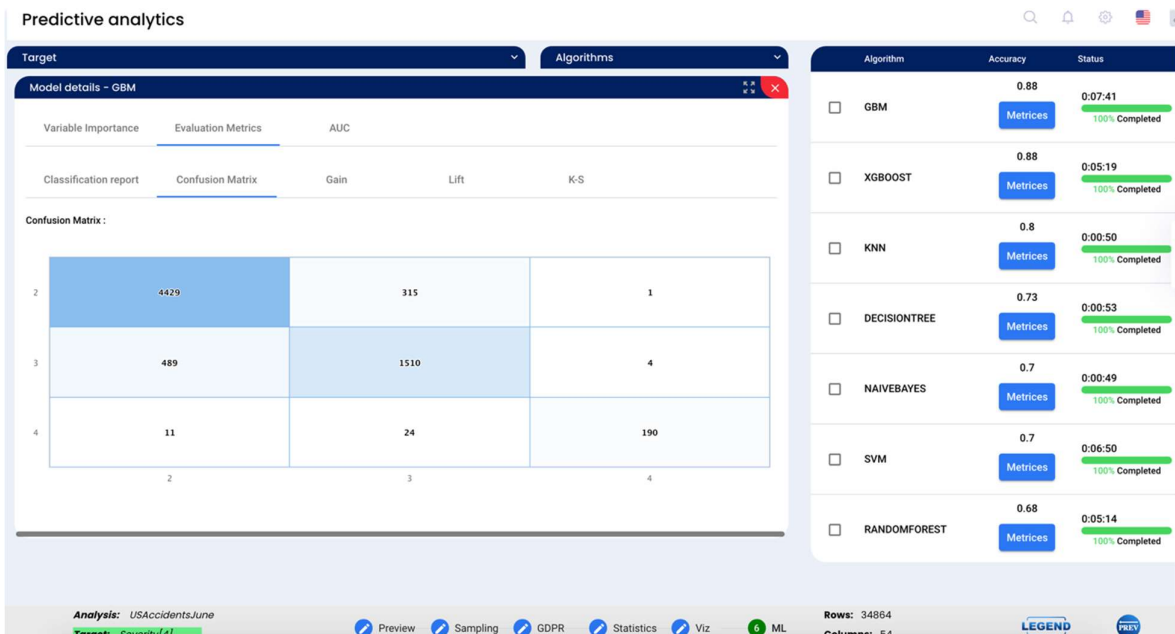 Predictive analytics
Target
Algorithms
Model details - GBM
Variable Importance Evaluation Metrics AUC
Classification report Confusion Matrix Gain Lift K-S
Confusion Matrix :
2 4429 315 1
3 489 1510 4
4 11 24 190
2 3 4
Algorithm Accuracy Status
GBM 0.88 Metrices 0:07:41 100% Completed
XGBOOST 0.88 Metrices 0:05:19 100% Completed
KNN 0.8 Metrices 0:00:50 100% Completed
DECISIONTREE 0.73 Metrices 0:00:53 100% Completed
NAIVEBAYES 0.7 Metrices 0:00:49 100% Completed
SVM 0.7 Metrices 0:06:50 100% Completed
RANDOMFOREST 0.68 Metrices 0:05:14 100% Completed
Analysis: USAccidentsJune
Target: Severity[4]
Preview Sampling GDPR Statistics Viz 6 ML
Rows: 34864
Columns: 54
LEGEND
PREV